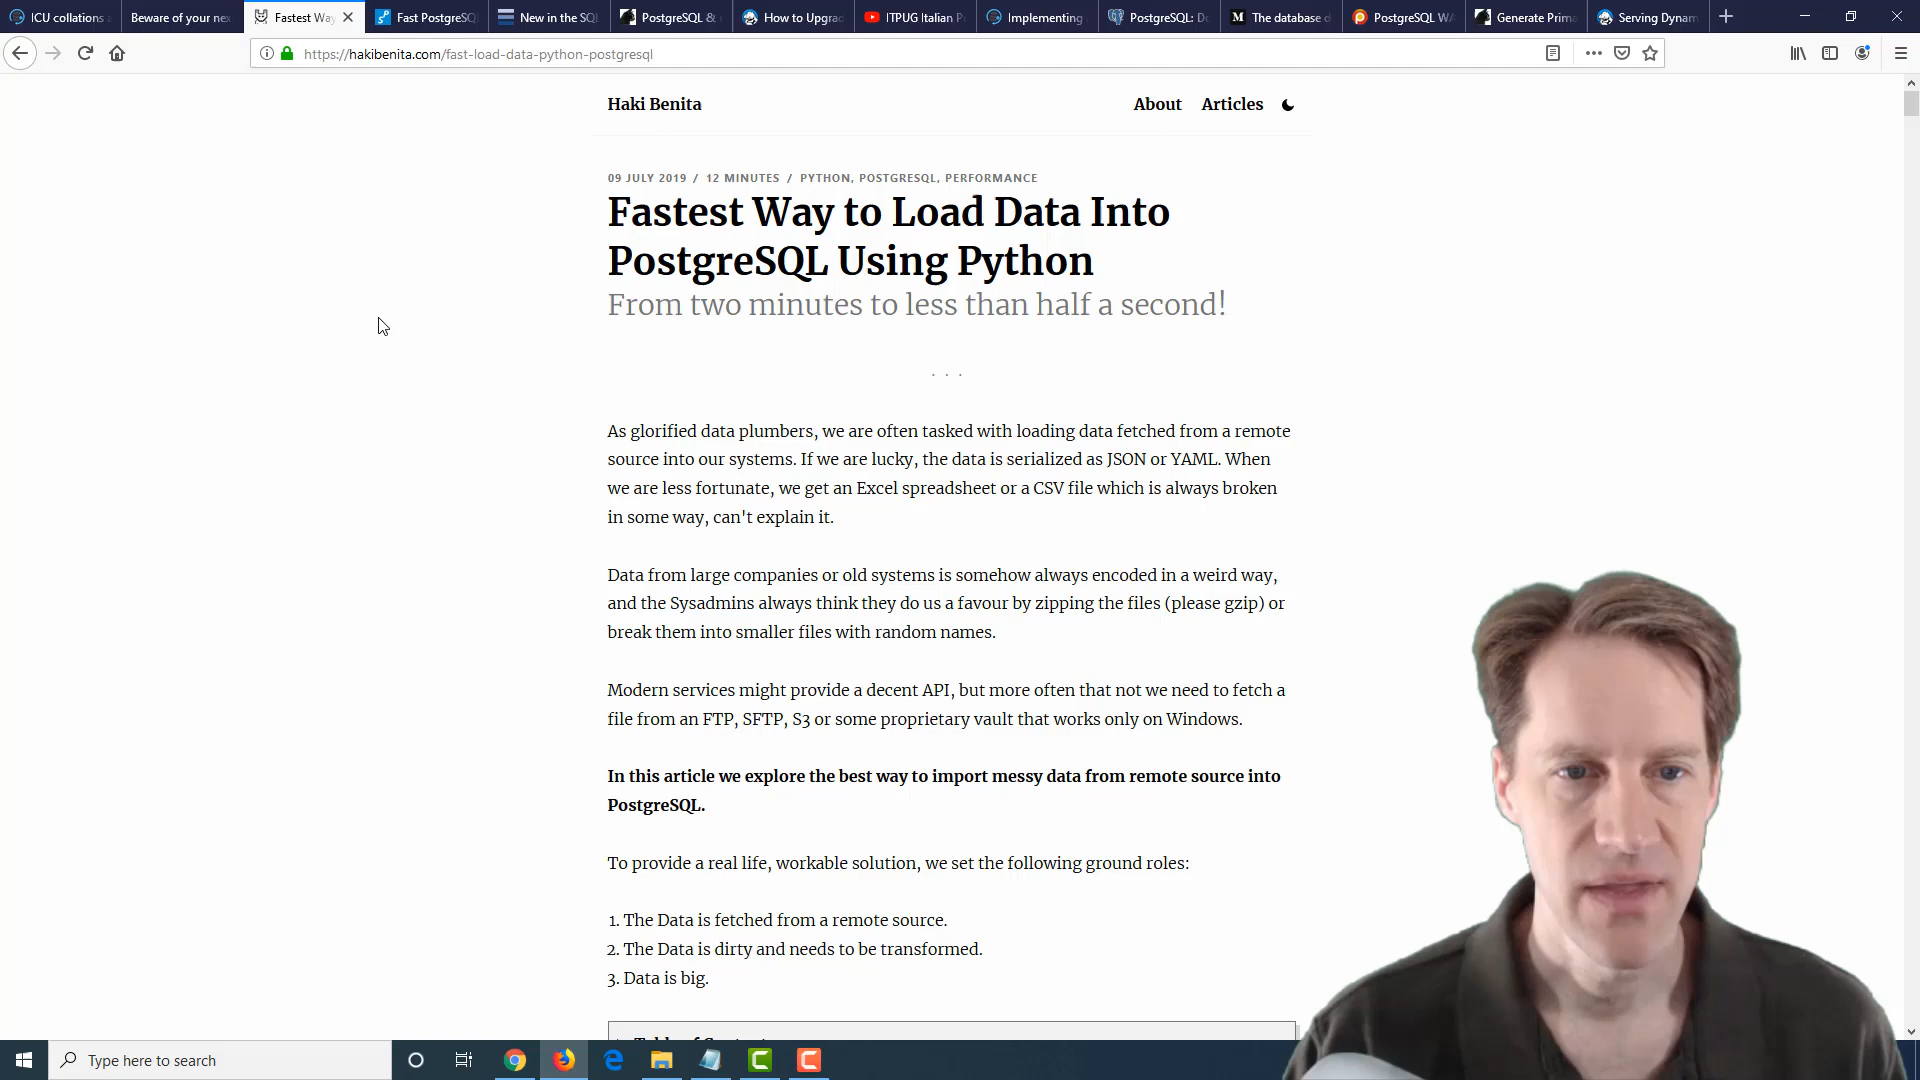 ICU collations a
Beware of your nex
Fastest Way
Fast PostgreSQ
New in the SQL
PostgreSQL &
How to Upgrad
ITPUG Italian P
Implementing
PostgreSQL: Do
The database d
PostgreSQL WA
Generate Prima
Serving Dynam
https://hakibenita.com/fast-load-data-python-postgresql
Haki Benita
About Articles
09 JULY 2019 / 12 MINUTES / PYTHON, POSTGRESQL, PERFORMANCE
Fastest Way to Load Data Into
PostgreSQL Using Python
From two minutes to less than half a second!
. . .
As glorified data plumbers, we are often tasked with loading data fetched from a remote
source into our systems. If we are lucky, the data is serialized as JSON or YAML. When
we are less fortunate, we get an Excel spreadsheet or a CSV file which is always broken
in some way, can't explain it.
Data from large companies or old systems is somehow always encoded in a weird way,
and the Sysadmins always think they do us a favour by zipping the files (please gzip) or
break them into smaller files with random names.
Modern services might provide a decent API, but more often that not we need to fetch a
file from an FTP, SFTP, S3 or some proprietary vault that works only on Windows.
In this article we explore the best way to import messy data from remote source into
PostgreSQL.
To provide a real life, workable solution, we set the following ground roles:
1. The Data is fetched from a remote source.
2. The Data is dirty and needs to be transformed.
3. Data is big.
Type here to search